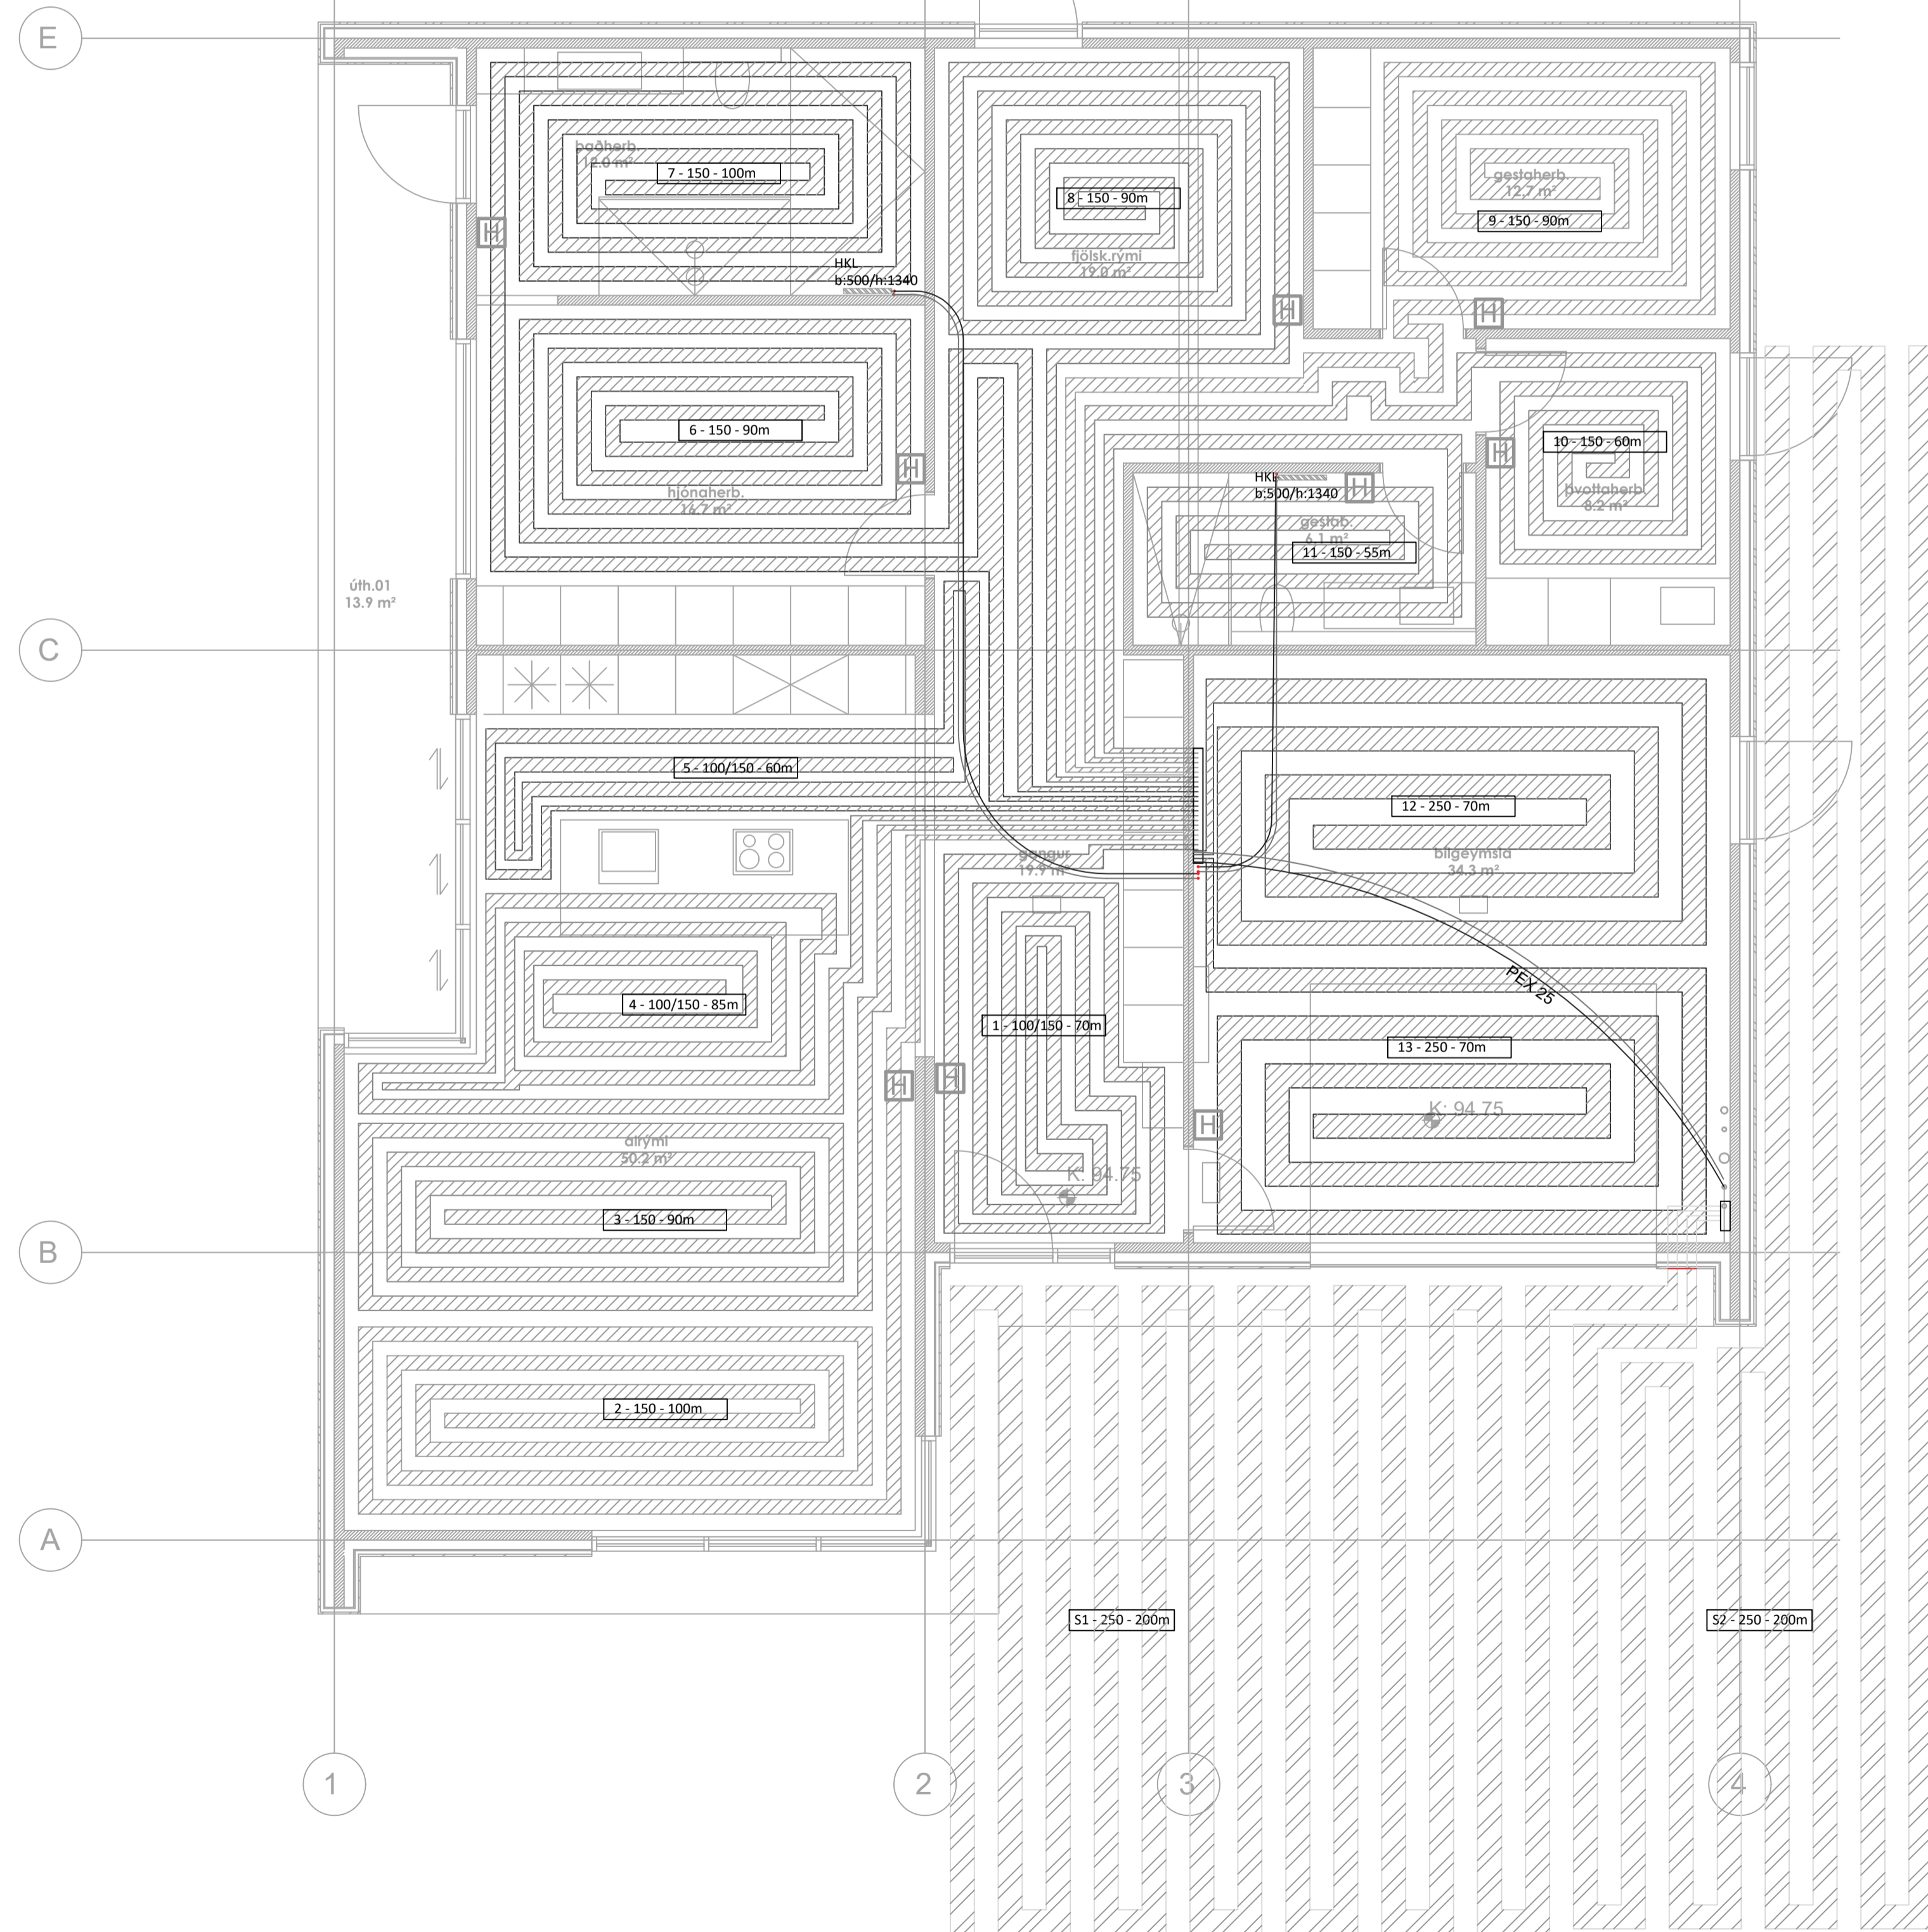 E
baðherb.
12.0 m²
7 - 150 - 100m
H
HKL
b:500/h:1340
8 - 150 - 90m
fjölsk.rými
19.0 m²
H
gestaherb.
12,7 m²
9 - 150 - 90m
H
6 - 150 - 90m
H
hjónaherb.
16.7 m²
HKL
b:500/h:1340
H
gestab.
6,1 m²
11 - 150 - 55m
10 - 150 - 60m
H
þvottaherb.
8.2 m²
úth.01
13.9 m²
C
5 - 100/150 - 60m
12 - 250 - 70m
gangur
19.9 m²
bílgeymsla
34.3 m²
PEX 25
4 - 100/150 - 85m
1 - 100/150 - 70m
13 - 250 - 70m
H
H
H
K: 94.75
alrými
50.2 m²
K: 94.75
3 - 150 - 90m
B
2 - 150 - 100m
A
S1 - 250 - 200m
S2 - 250 - 200m
1
2
3
4